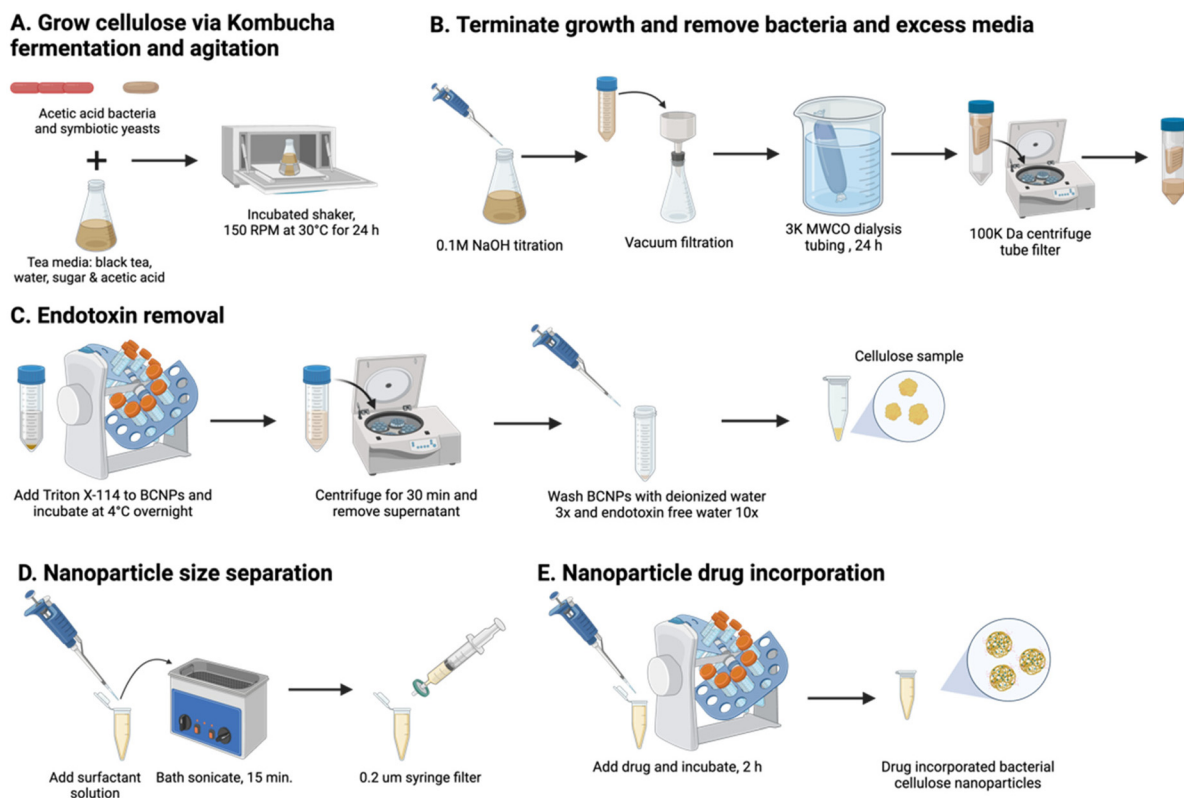 A. Grow cellulose via Kombucha
fermentation and agitation
Acetic acid bacteria
and symbiotic yeasts
+
Tea media: black tea,
water, sugar & acetic acid
Incubated shaker,
150 RPM at 30°C for 24 h
B. Terminate growth and remove bacteria and excess media
0.1M NaOH titration
Vacuum filtration
3K MWCO dialysis
tubing , 24 h
100K Da centrifuge
tube filter
C. Endotoxin removal
Add Triton X-114 to BCNPs and
incubate at 4°C overnight
Centrifuge for 30 min and
remove supernatant
Wash BCNPs with deionized water
3x and endotoxin free water 10x
Cellulose sample
D. Nanoparticle size separation
Add surfactant
solution
Bath sonicate, 15 min.
0.2 um syringe filter
E. Nanoparticle drug incorporation
Add drug and incubate, 2 h
Drug incorporated bacterial
cellulose nanoparticles